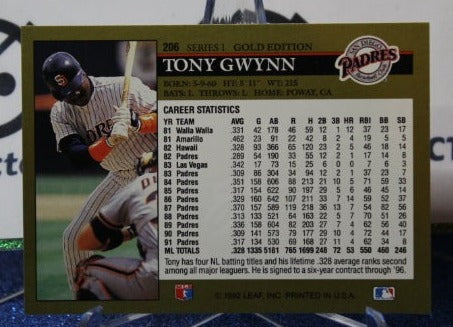 206 SERIES I GOLD EDITION
TONY GWYNN
BORN: 5-9-60 HT: 5' 11" WT: 215
BATS: L THROWS: L HOME: POWAY, CA
SAN DIEGO
PADRES
BASEBALL CLUB
CAREER STATISTICS
YR TEAM AVG G AB R H 2B 3B HR RBI BB SB
81 Walla Walla .331 42 178 46 59 12 1 12 37 23 17
81 Amarillo .462 23 91 22 42 8 2 4 19 5 5
82 Hawaii .328 93 366 65 120 23 2 5 46 18 14
82 Padres .289 54 190 33 55 12 2 1 17 14 8
83 Las Vegas .342 17 73 15 25 6 0 0 7 6 3
83 Padres .309 86 304 34 94 12 2 1 37 23 7
84 Padres .351 158 606 88 213 21 10 5 71 59 33
85 Padres .317 154 622 90 197 29 5 6 46 45 14
86 Padres .329 160 642 107 211 33 7 14 59 52 37
87 Padres .370 157 589 119 218 36 13 7 54 82 56
88 Padres .313 133 521 64 163 22 5 7 70 51 26
89 Padres .336 158 604 82 203 27 7 4 62 56 40
90 Padres .309 141 573 79 177 29 10 4 72 44 17
91 Padres .317 134 530 69 168 27 11 4 62 34 8
ML TOTALS .328 1335 5181 765 1699 248 72 53 550 460 246
Tony has four NL batting titles and his lifetime .328 average ranks second
among all major leaguers. He is signed to a six-year contract through '96.
© 1992 LEAF, INC. PRINTED IN U.S.A.